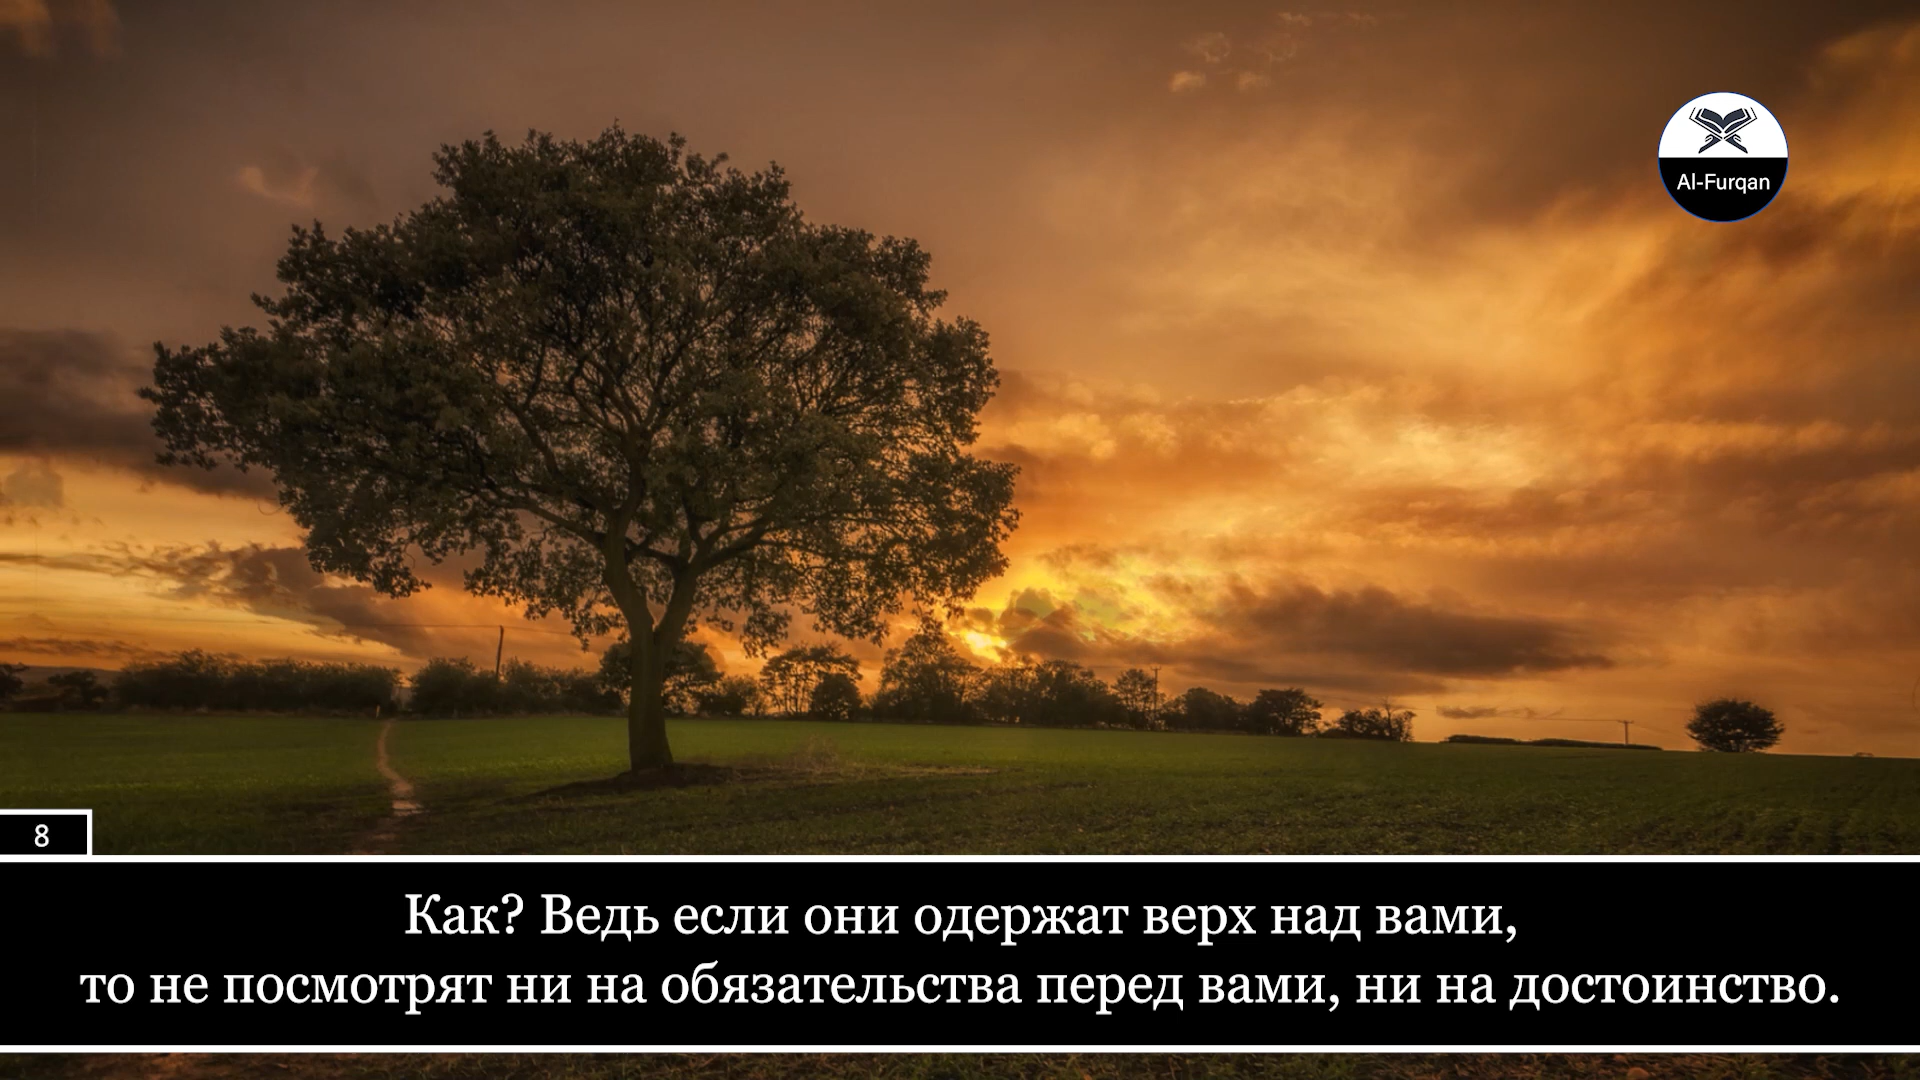 Al-Furqan
8
Как? Ведь если они одержат верх над вами,
то не посмотрят ни на обязательства перед вами, ни на достоинство.